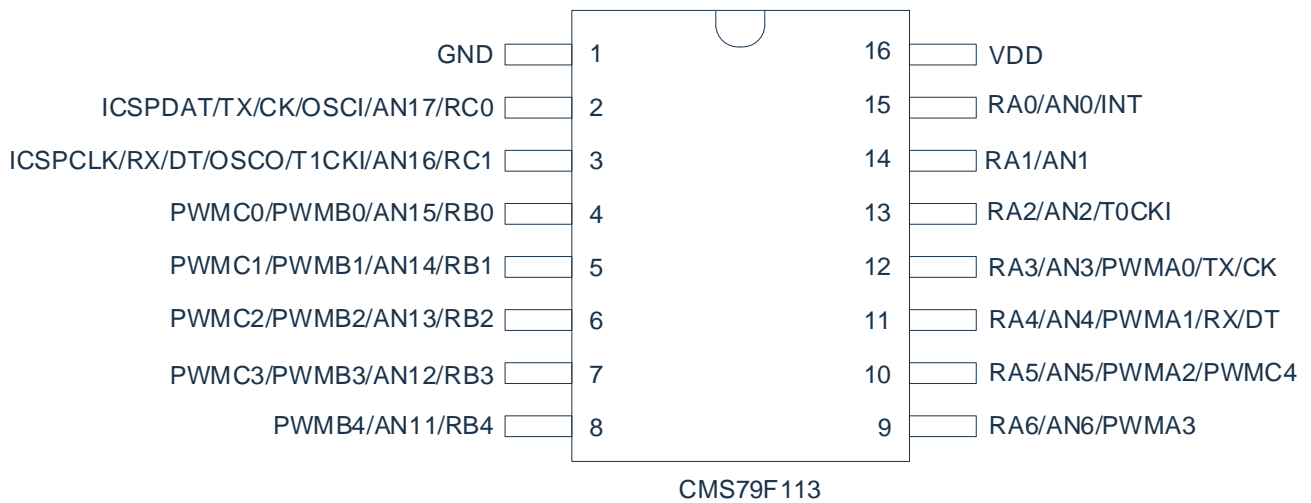 GND 1 16 VDD
ICSPDAT/TX/CK/OSCI/AN17/RC0 2 15 RA0/AN0/INT
ICSPCLK/RX/DT/OSCO/T1CKI/AN16/RC1 3 14 RA1/AN1
PWMC0/PWMB0/AN15/RB0 4 13 RA2/AN2/T0CKI
PWMC1/PWMB1/AN14/RB1 5 12 RA3/AN3/PWMA0/TX/CK
PWMC2/PWMB2/AN13/RB2 6 11 RA4/AN4/PWMA1/RX/DT
PWMC3/PWMB3/AN12/RB3 7 10 RA5/AN5/PWMA2/PWMC4
PWMB4/AN11/RB4 8 9 RA6/AN6/PWMA3
CMS79F113